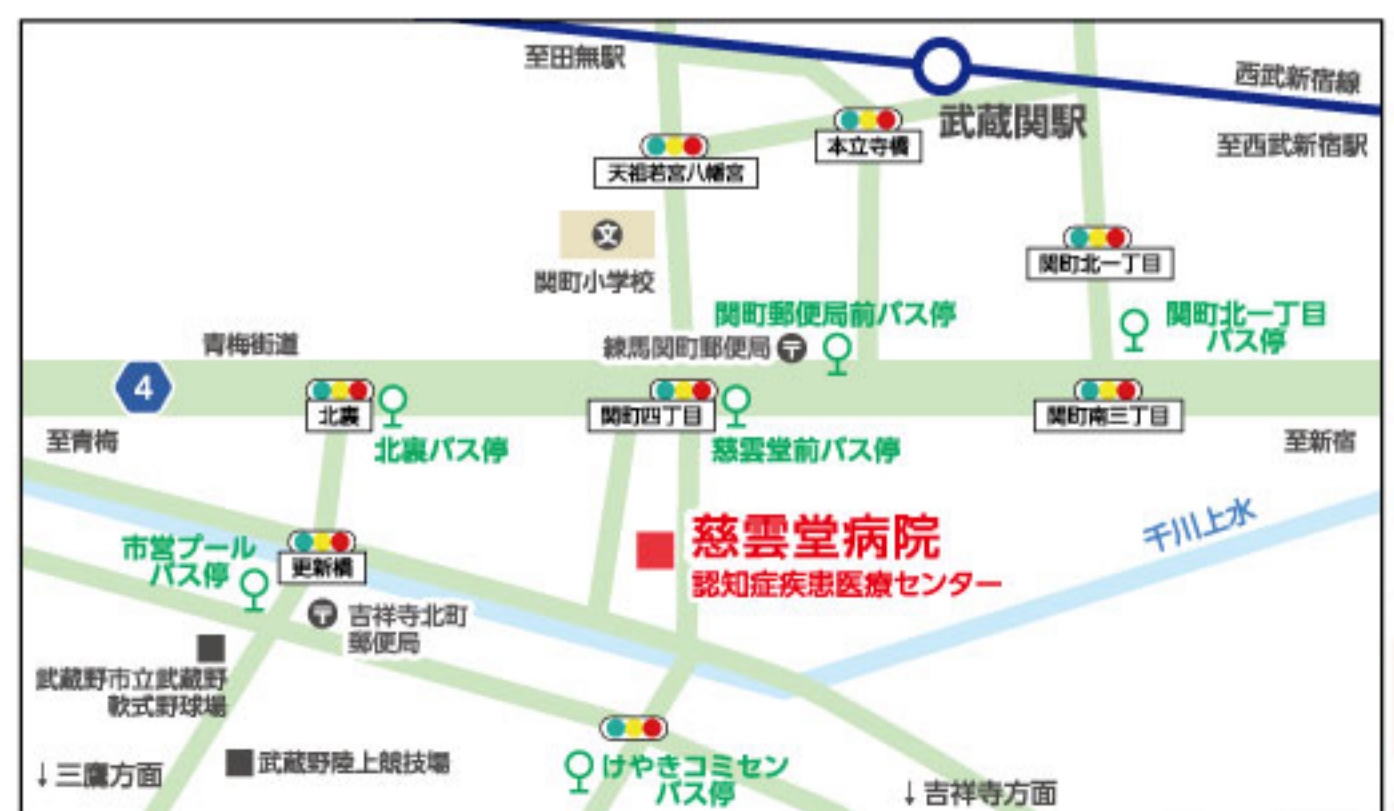 至田無駅
西武新宿線
武蔵関駅
至西武新宿駅
本立寺橋
天祖若宮八幡宮
文
関町小学校
関町北一丁目
関町郵便局前バス停
関町北一丁目
バス停
練馬関町郵便局
〒
青梅街道
4
北裏
関町四丁目
関町南三丁目
至青梅
北裏バス停
慈雲堂前バス停
至新宿
千川上水
慈雲堂病院
認知症疾患医療センター
市営プール
バス停
更新橋
〒
吉祥寺北町
郵便局
武蔵野市立武蔵野
軟式野球場
↓三鷹方面
武蔵野陸上競技場
けやきコミセン
バス停
↓吉祥寺方面